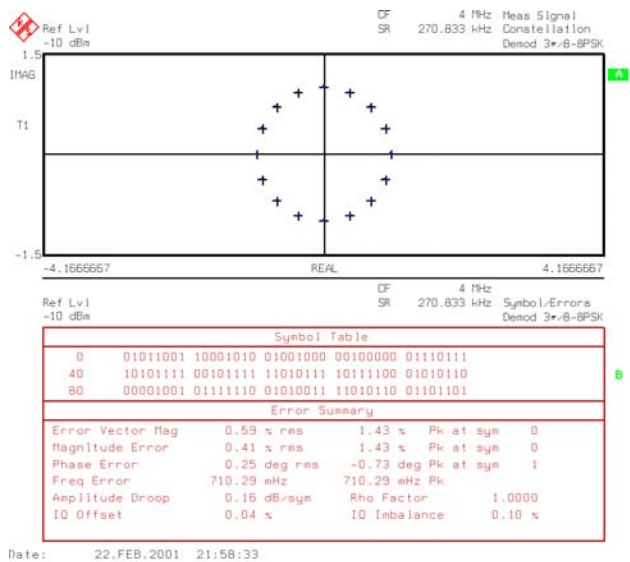 Ref Lvl
-10 dBm
CF 4 MHz
SR 270.833 kHz
Meas Signal
Constellation
Demod 3π/8-8PSK
1.5
IMAG
A
T1
-1.5
-4.1666667 REAL 4.1666667
Ref Lvl
-10 dBm
CF 4 MHz
SR 270.833 kHz
Symbol/Errors
Demod 3π/8-8PSK
Symbol Table
0 01011001 10001010 01001000 00100000 01110111
40 10101111 00101111 11010111 10111100 01010110
80 00001001 01111110 01010011 11010110 01101101
B
Error Summary
Error Vector Mag 0.59 % rms 1.43 % Pk at sym 0
Magnitude Error 0.41 % rms 1.43 % Pk at sym 0
Phase Error 0.25 deg rms -0.73 deg Pk at sym 1
Freq Error 710.29 mHz 710.29 mHz Pk
Amplitude Droop 0.16 dB/sym Rho Factor 1.0000
IQ Offset 0.04 % IQ Imbalance 0.10 %
Date: 22.FEB.2001 21:58:33